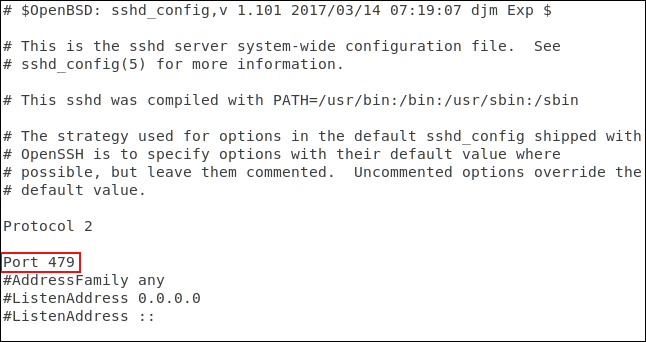 # $OpenBSD: sshd_config,v 1.101 2017/03/14 07:19:07 djm Exp $
# This is the sshd server system-wide configuration file.  See
# sshd_config(5) for more information.
# This sshd was compiled with PATH=/usr/bin:/bin:/usr/sbin:/sbin
# The strategy used for options in the default sshd_config shipped with
# OpenSSH is to specify options with their default value where
# possible, but leave them commented.  Uncommented options override the
# default value.
Protocol 2
Port 479
#AddressFamily any
#ListenAddress 0.0.0.0
#ListenAddress ::